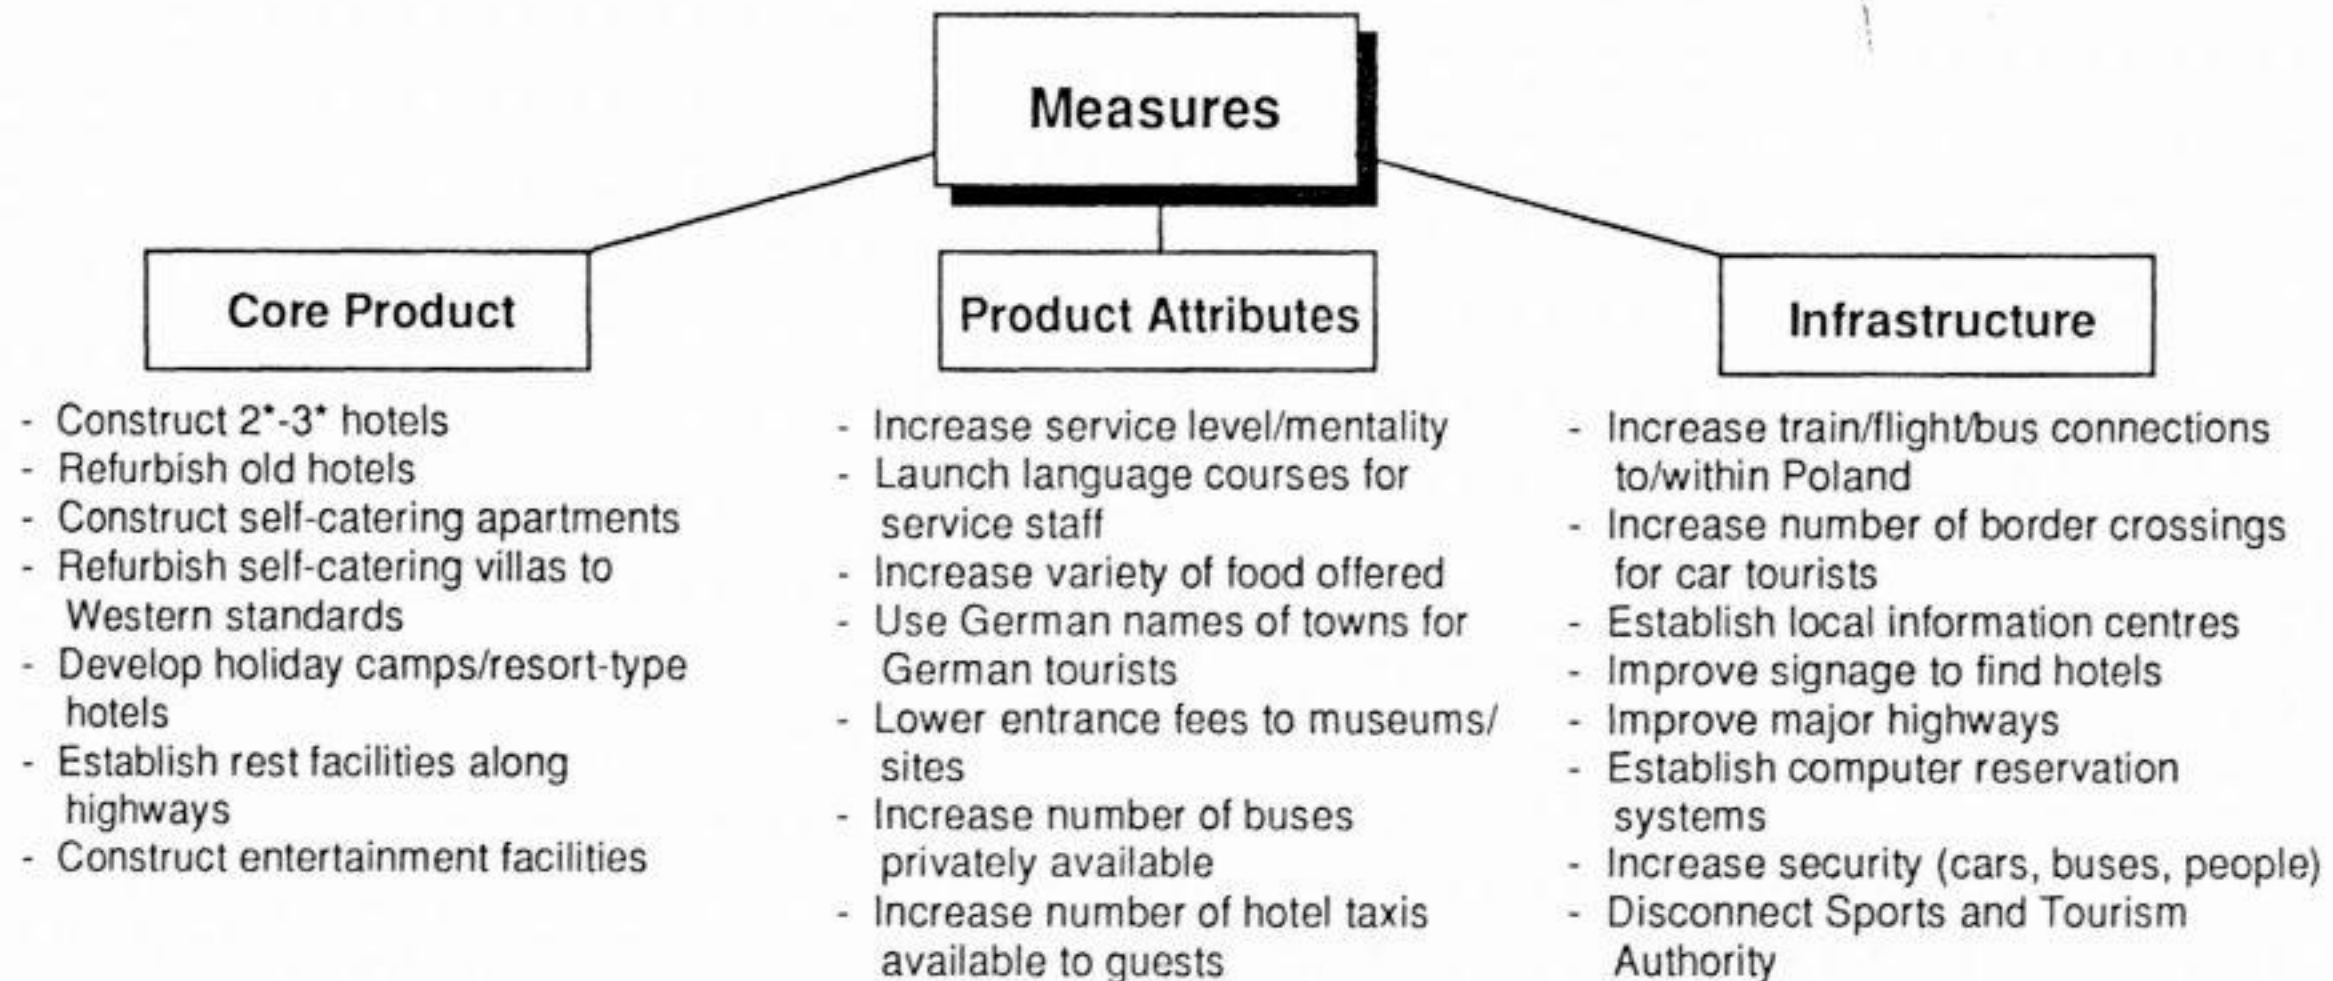 Measures
Core Product
- Construct 2*-3* hotels
- Refurbish old hotels
- Construct self-catering apartments
- Refurbish self-catering villas to
Western standards
- Develop holiday camps/resort-type
hotels
- Establish rest facilities along
highways
- Construct entertainment facilities
Product Attributes
- Increase service level/mentality
- Launch language courses for
service staff
- Increase variety of food offered
- Use German names of towns for
German tourists
- Lower entrance fees to museums/
sites
- Increase number of buses
privately available
- Increase number of hotel taxis
available to guests
Infrastructure
- Increase train/flight/bus connections
to/within Poland
- Increase number of border crossings
for car tourists
- Establish local information centres
- Improve signage to find hotels
- Improve major highways
- Establish computer reservation
systems
- Increase security (cars, buses, people)
- Disconnect Sports and Tourism
Authority